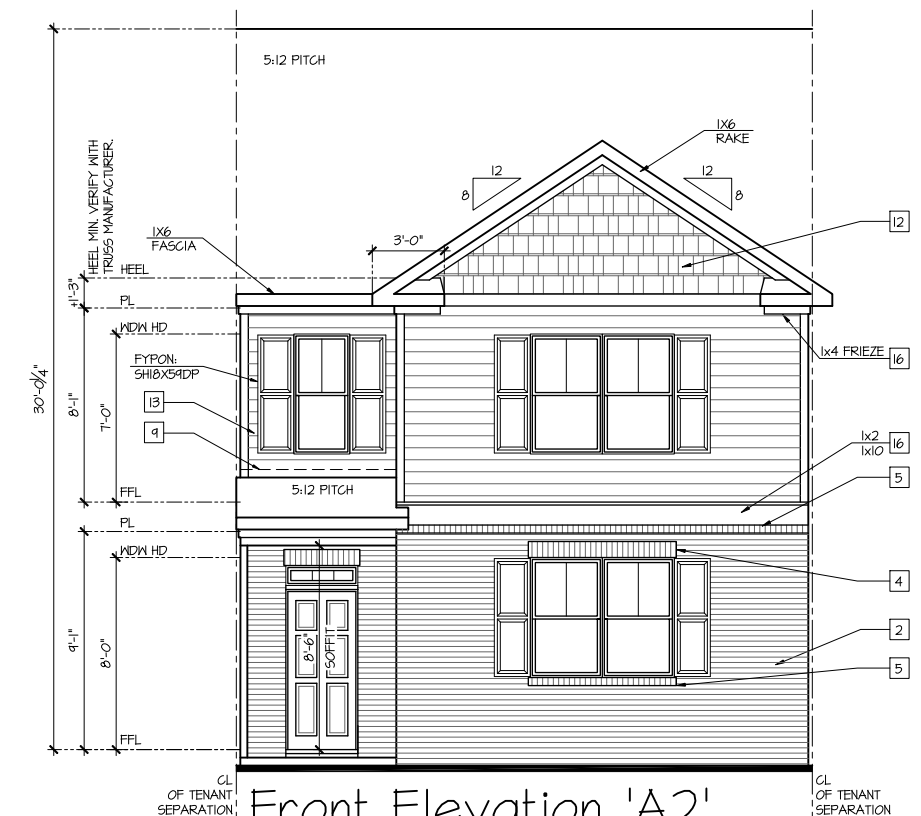 5:12 PITCH
1X6
RAKE
12
8
12
8
12
HEEL MIN. VERIFY WITH
TRUSS MANUFACTURER.
1X6
FASCIA
3'-0"
HEEL
±1'-3"
PL
WDW HD
FYPON:
SH18X59DP
1x4 FRIEZE
16
13
9
30'-0¼"
8'-1"
7'-0"
1x2
1x10
16
5
FFL
5:12 PITCH
PL
WDW HD
4
9'-1"
8'-0"
8'-6"
SOFFIT
2
5
FFL
CL
OF TENANT
SEPARATION
CL
OF TENANT
SEPARATION
Front Elevation 'A2'